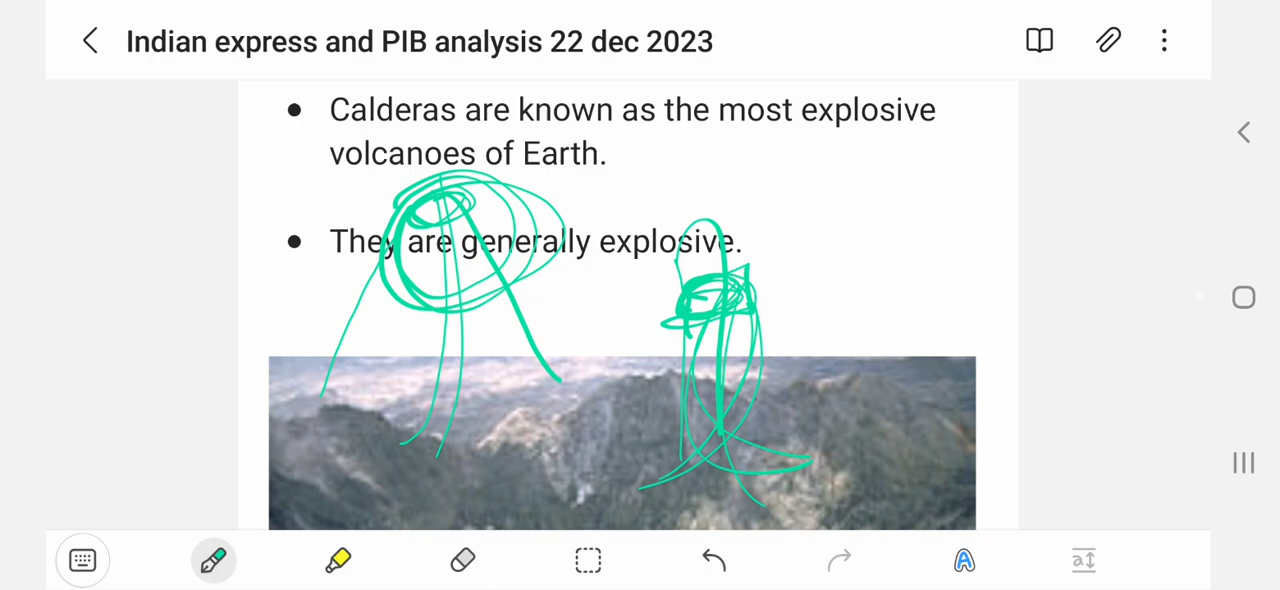 Indian express and PIB analysis 22 dec 2023
● Calderas are known as the most explosive
volcanoes of Earth.
● They are generally explosive.
A
a